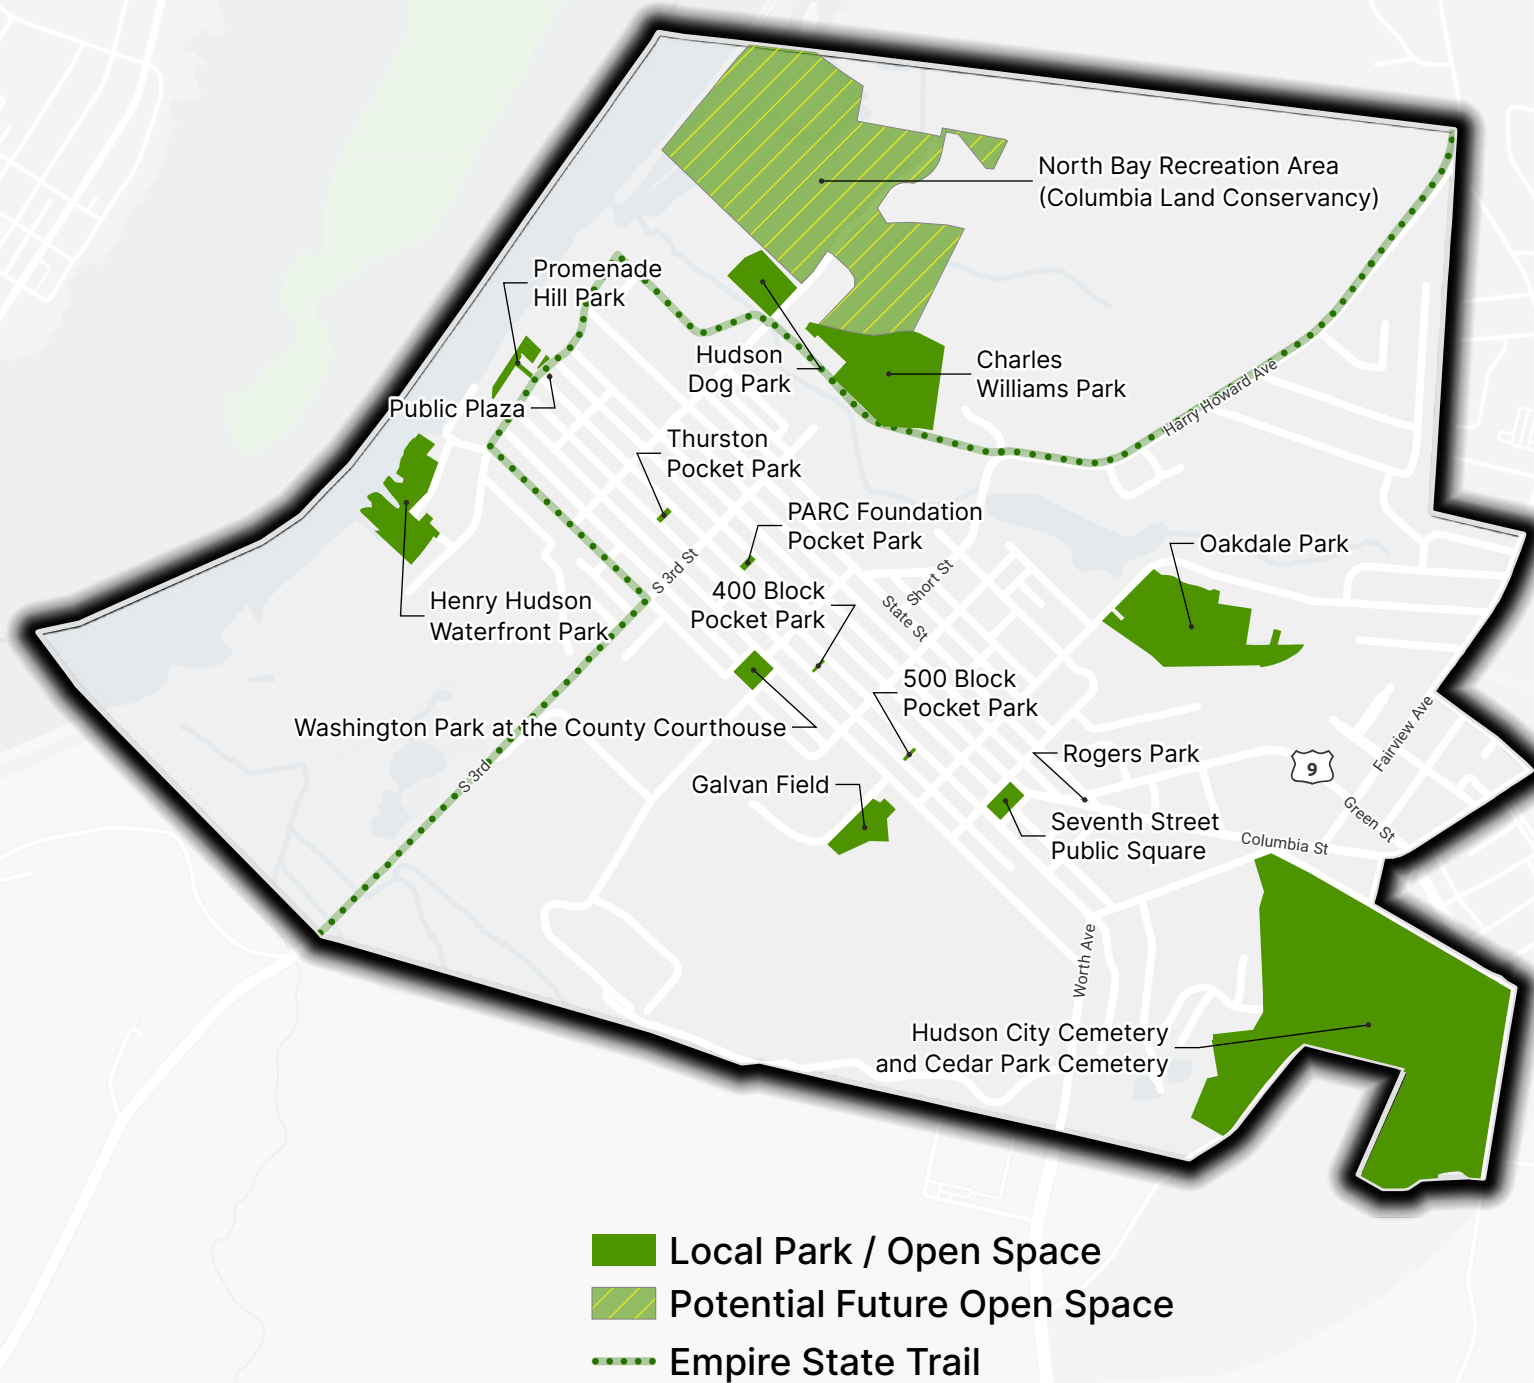 North Bay Recreation Area
(Columbia Land Conservancy)
Promenade
Hill Park
Hudson
Dog Park
Charles
Williams Park
Harry Howard Ave
Public Plaza
Thurston
Pocket Park
PARC Foundation
Pocket Park
Oakdale Park
S 3rd St
Short St
State St
400 Block
Pocket Park
Henry Hudson
Waterfront Park
500 Block
Pocket Park
Washington Park at the County Courthouse
Rogers Park
9
Fairview Ave
S 3rd
Galvan Field
Green St
Seventh Street
Public Square
Columbia St
Worth Ave
Hudson City Cemetery
and Cedar Park Cemetery
Local Park / Open Space
Potential Future Open Space
Empire State Trail